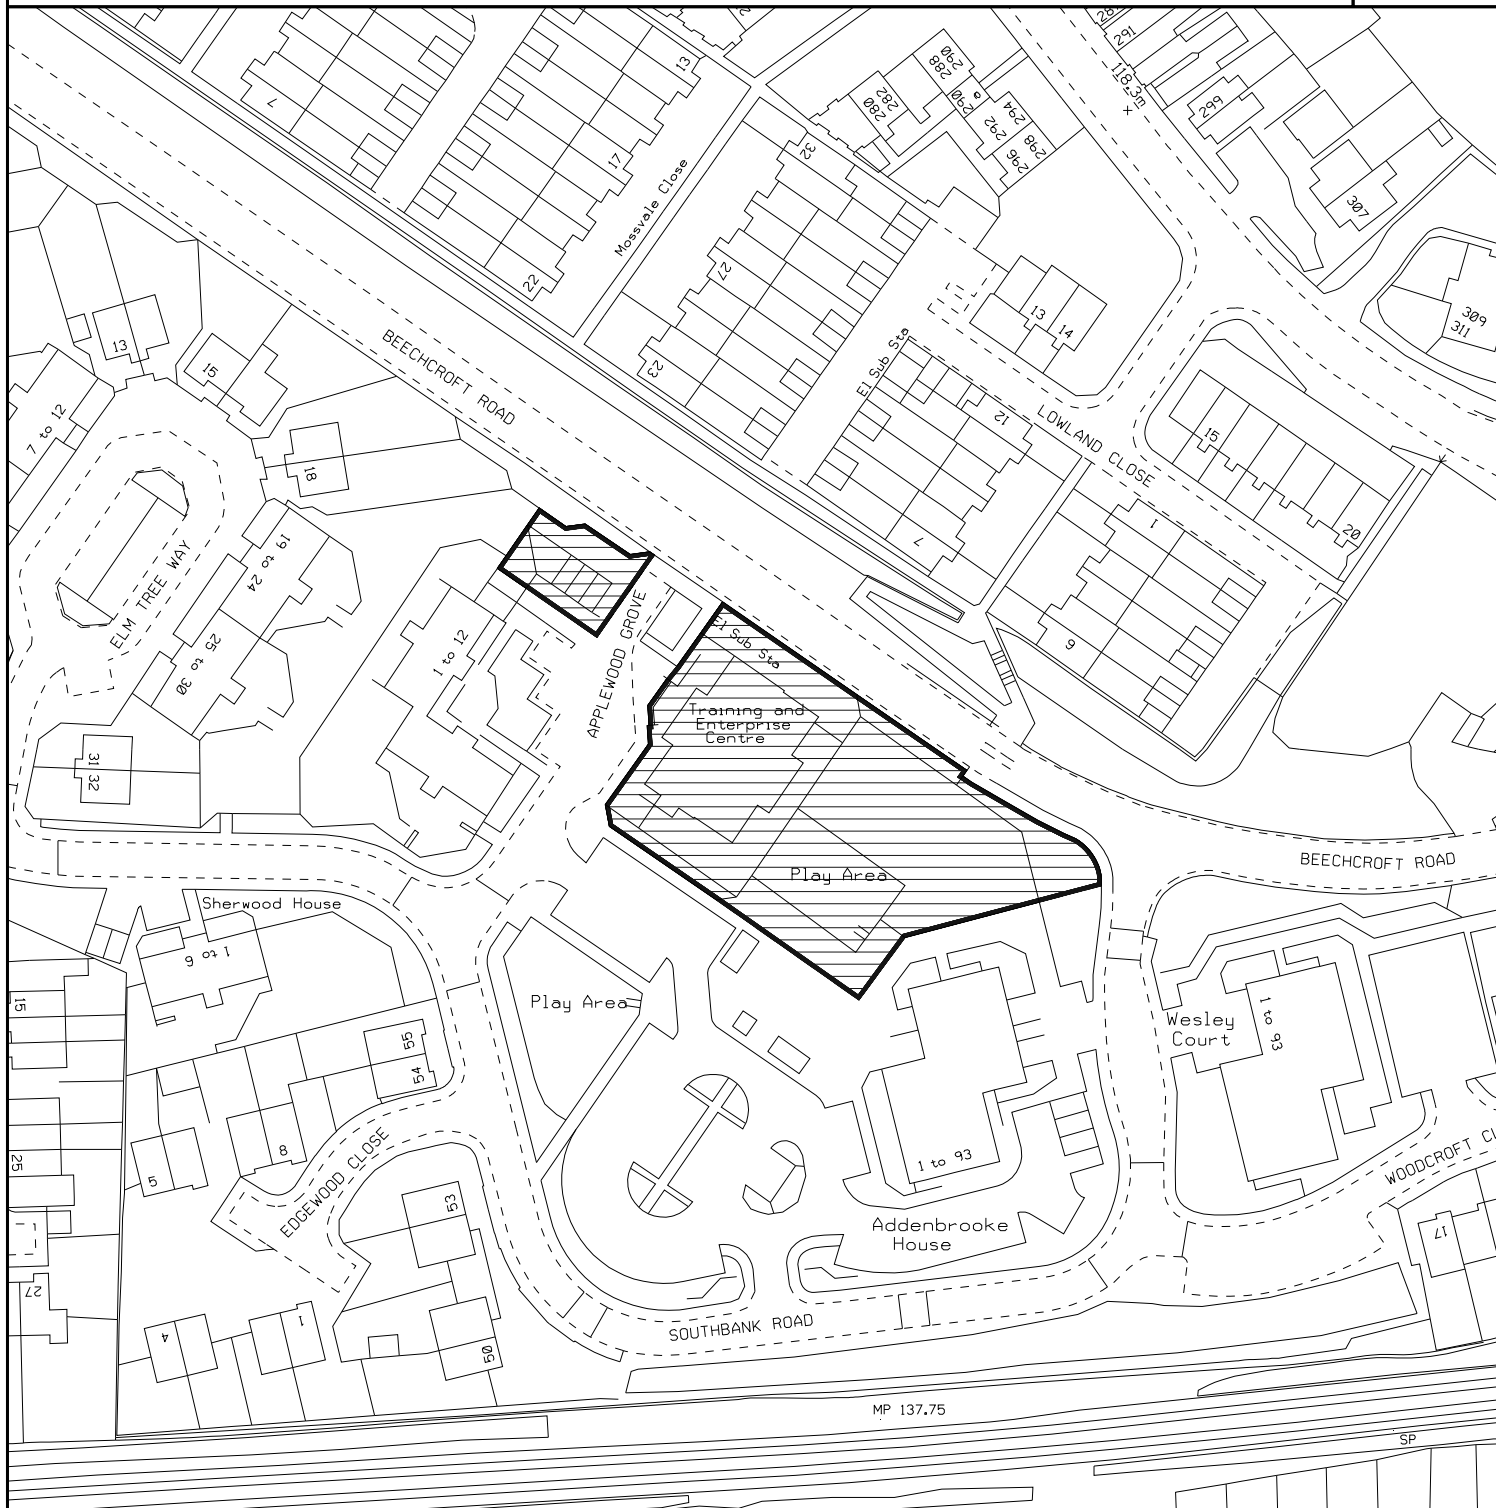 291
118.3m
290
288
290
282
280
294
292
298
296
299
307
309
311
7
13
17
22
Mossvale Close
32
27
23
13
14
El Sub Sta
12
7
LOWLAND CLOSE
15
20
1
6
BEECHCROFT ROAD
13
15
7 to 12
18
19 to 24
25 to 30
ELM TREE WAY
31 32
1 to 12
APPLEWOOD GROVE
El Sub Sta
Training and
Enterprise
Centre
Play Area
BEECHCROFT ROAD
Sherwood House
1 to 6
15
Play Area
Wesley
Court
1 to 93
55
54
8
5
25
EDGEWOOD CLOSE
53
1 to 93
Addenbrooke
House
WOODCROFT CL
17
27
4
1
50
SOUTHBANK ROAD
MP 137.75
SP